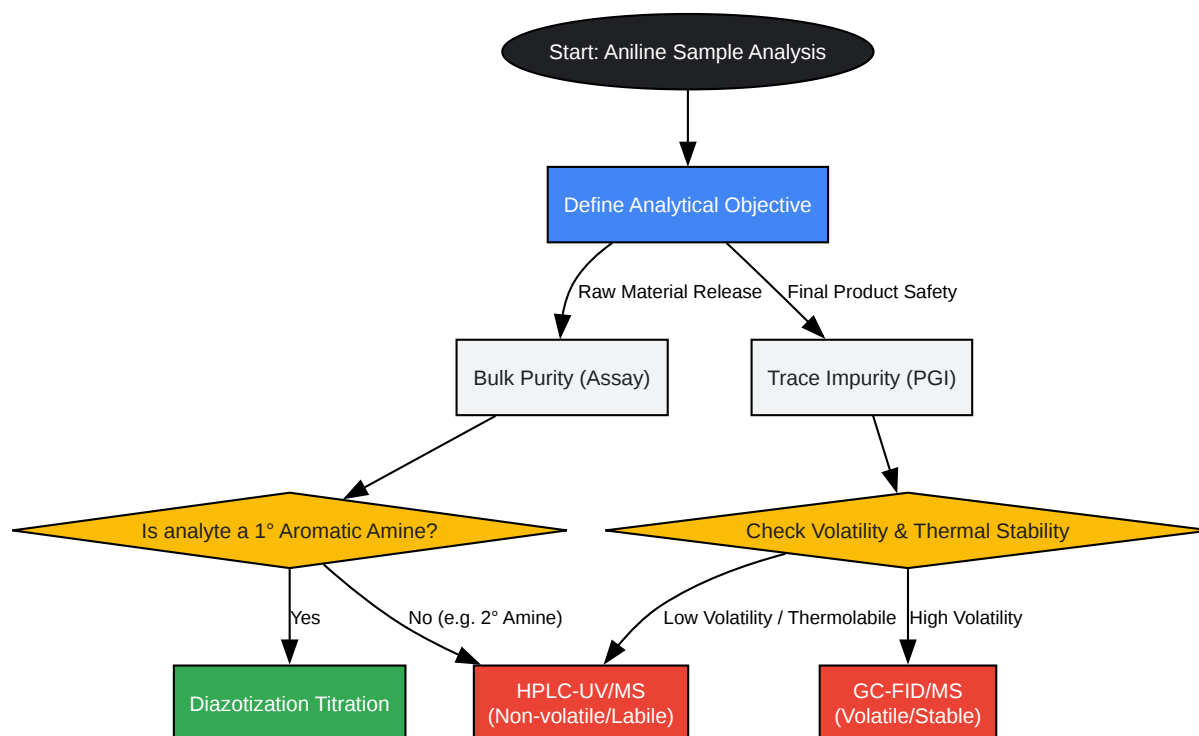 Start: Aniline Sample Analysis
Define Analytical Objective
Raw Material Release
Final Product Safety
Bulk Purity (Assay)
Trace Impurity (PGI)
Is analyte a 1° Aromatic Amine?
Check Volatility & Thermal Stability
Yes
No (e.g. 2° Amine)
Low Volatility / Thermolabile
High Volatility
Diazotization Titration
HPLC-UV/MS
(Non-volatile/Labile)
GC-FID/MS
(Volatile/Stable)